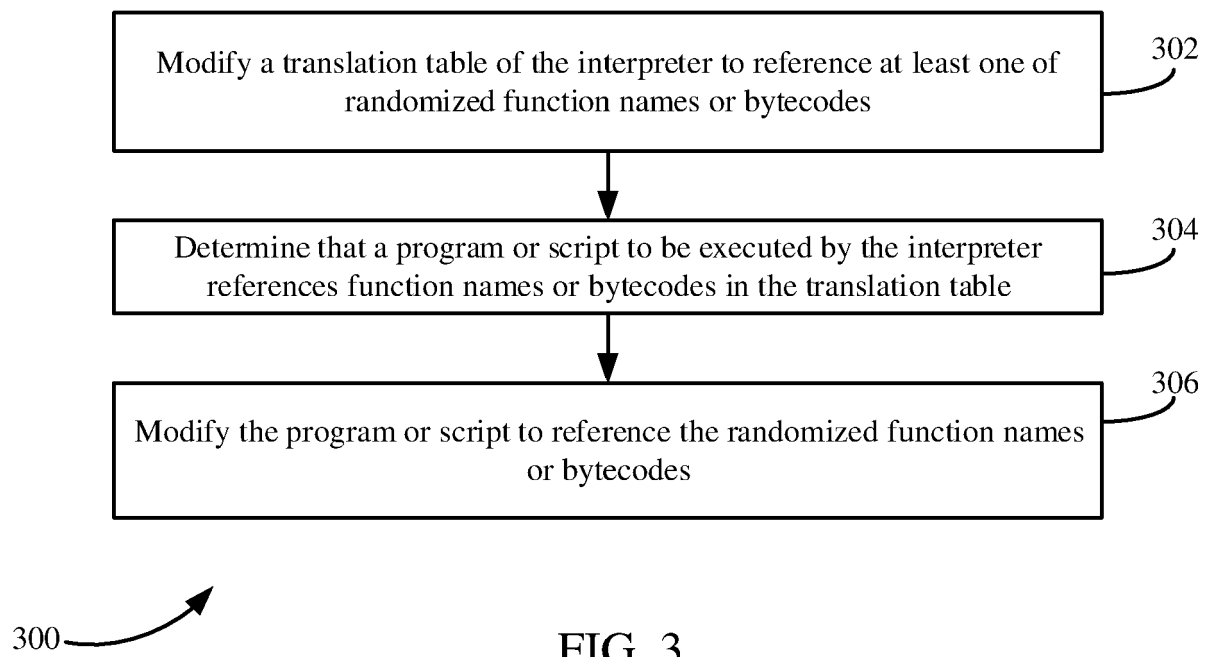 Modify a translation table of the interpreter to reference at least one of
randomized function names or bytecodes
302
Determine that a program or script to be executed by the interpreter
references function names or bytecodes in the translation table
304
Modify the program or script to reference the randomized function names
or bytecodes
306
300
FIG. 3